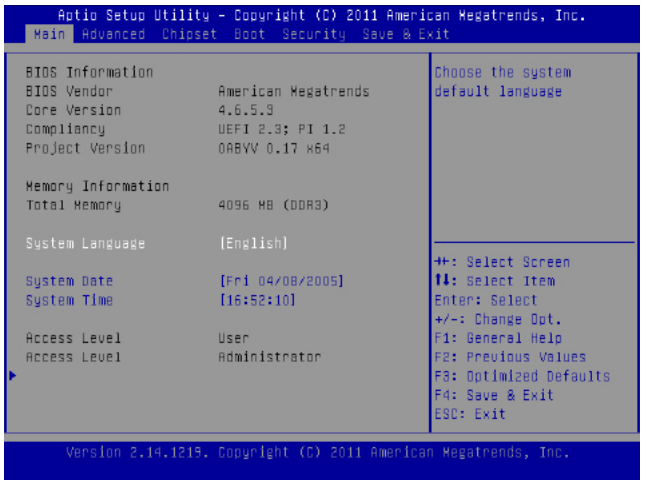 Aptio Setup Utility - Copyright (C) 2011 American Megatrends, Inc.
Main Advanced Chipset Boot Security Save & Exit
BIOS Information
BIOS Vendor American Megatrends
Core Version 4.6.5.3
Compliancy UEFI 2.3; PI 1.2
Project Version 0ABYV 0.17 x64
Memory Information
Total Memory 4096 MB (DDR3)
System Language [English]
System Date [Fri 04/08/2005]
System Time [16:52:10]
Access Level User
Access Level Administrator
Choose the system
default language
→←: Select Screen
↑↓: Select Item
Enter: Select
+/-: Change Opt.
F1: General Help
F2: Previous Values
F3: Optimized Defaults
F4: Save & Exit
ESC: Exit
Version 2.14.1219. Copyright (C) 2011 American Megatrends, Inc.